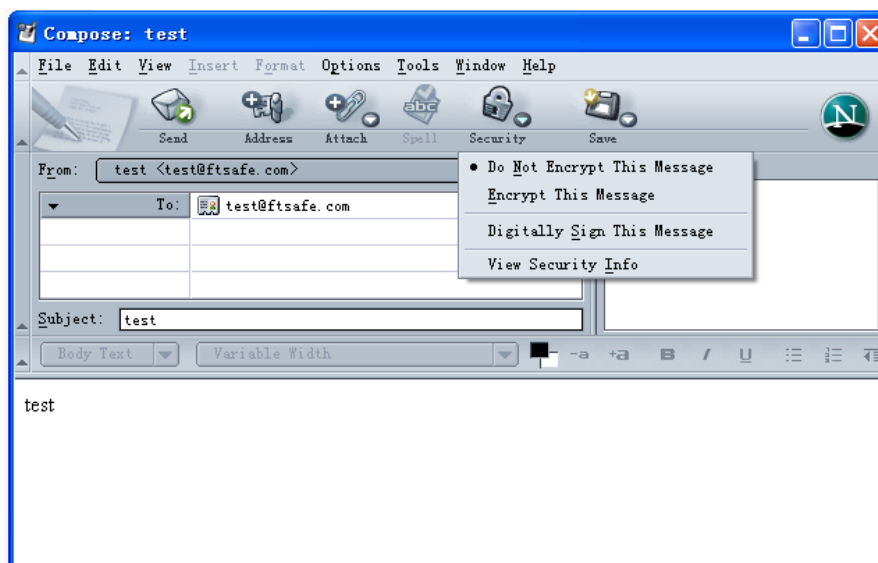 Compose: test
File Edit View Insert Format Options Tools Window Help
Send Address Attach Spell Security Save
abc
N
From: test <test@ftsafe.com>
Do Not Encrypt This Message
Encrypt This Message
Digitally Sign This Message
View Security Info
To: test@ftsafe.com
Subject: test
Body Text Variable Width -a +a B I U
test